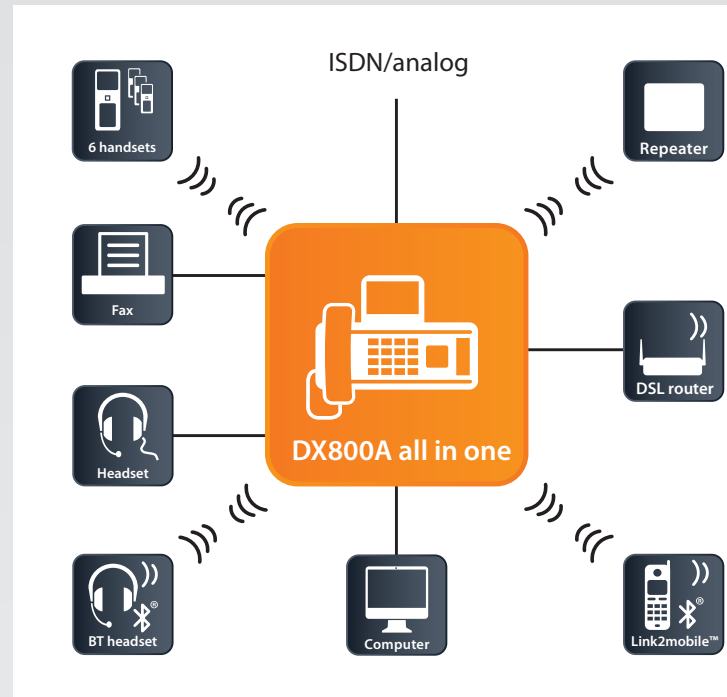 ISDN/analog
6 handsets
Repeater
Fax
DSL router
DX800A all in one
Headset
BT headset
®
Computer
Link2mobile™
®